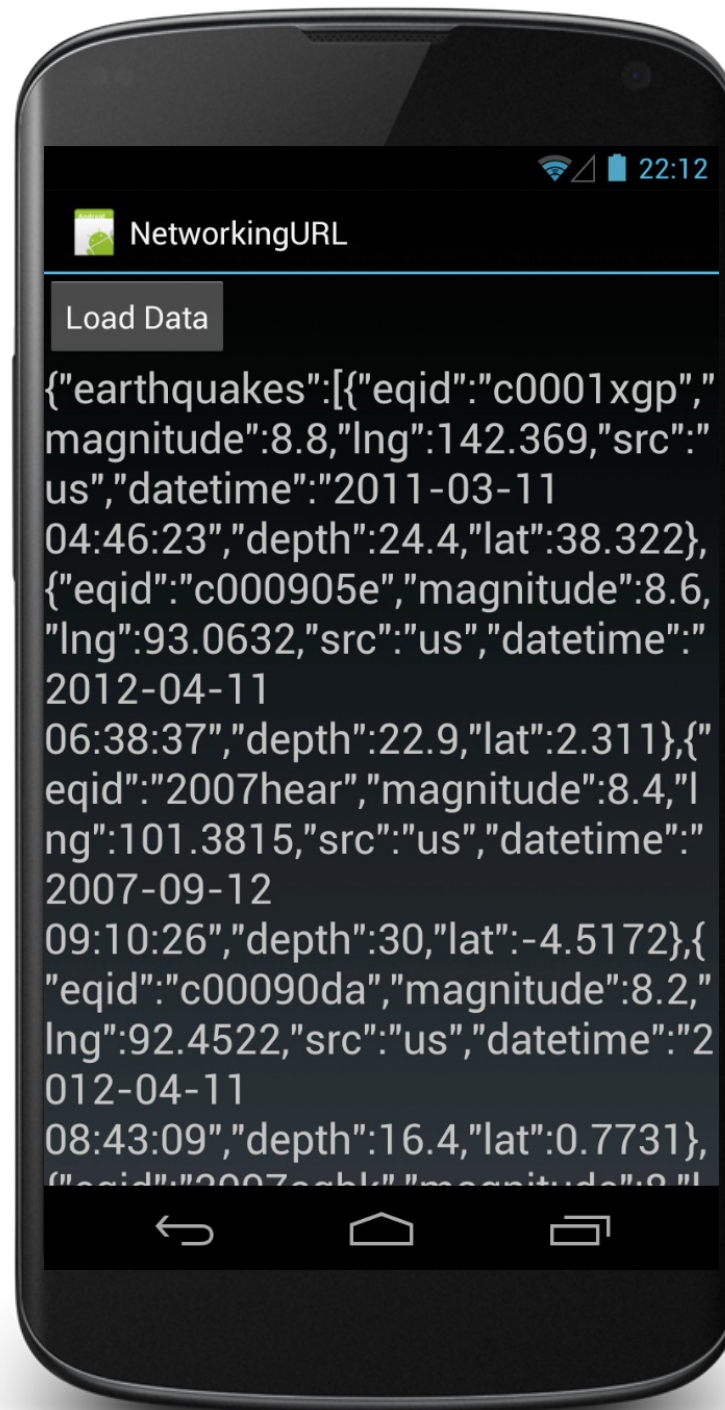 22:12
NetworkingURL
Load Data
{"earthquakes":[{"eqid":"c0001xgp","
magnitude":8.8,"lng":142.369,"src":"
us","datetime":"2011-03-11
04:46:23","depth":24.4,"lat":38.322},
{"eqid":"c000905e","magnitude":8.6,
"lng":93.0632,"src":"us","datetime":"
2012-04-11
06:38:37","depth":22.9,"lat":2.311},{"
eqid":"2007hear","magnitude":8.4,"l
ng":101.3815,"src":"us","datetime":"
2007-09-12
09:10:26","depth":30,"lat":-4.5172},{
"eqid":"c00090da","magnitude":8.2,"
lng":92.4522,"src":"us","datetime":"2
012-04-11
08:43:09","depth":16.4,"lat":0.7731},